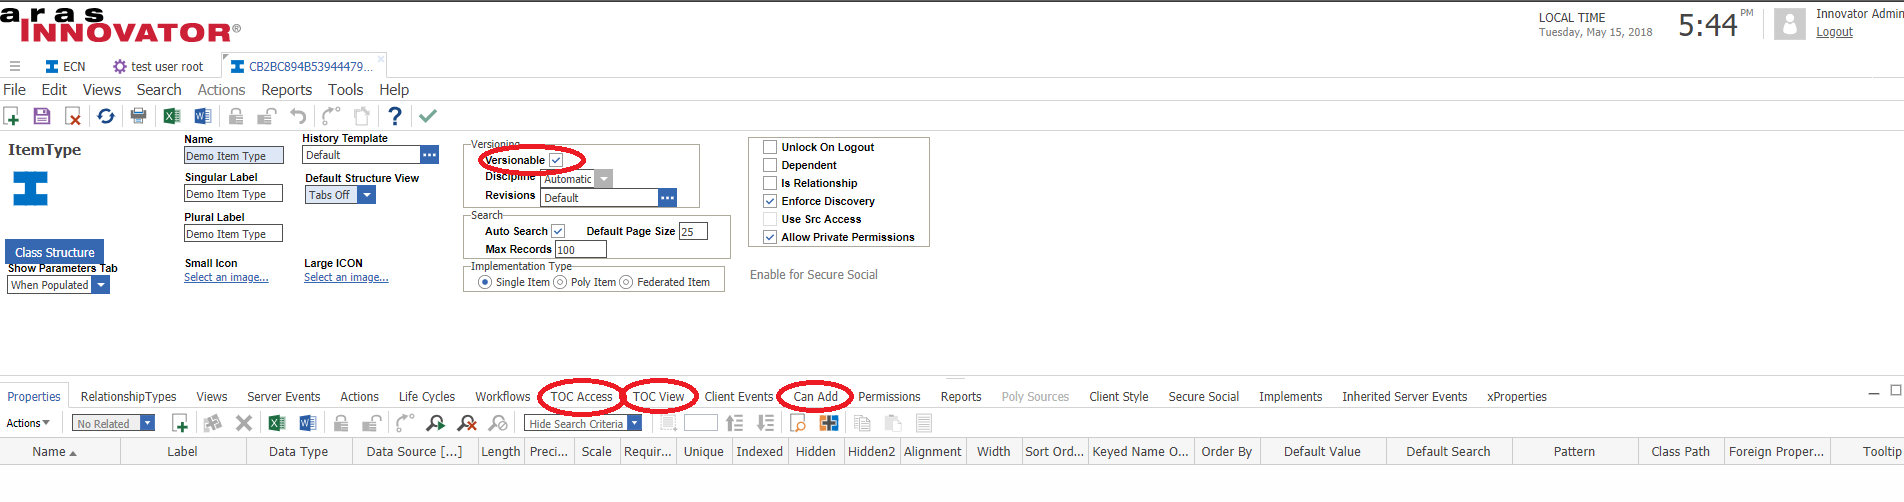 aras
INNOVATOR®
LOCAL TIME
Tuesday, May 15, 2018
5:44 PM
Innovator Admin
Logout
ECN
test user root
CB2BC894B53944479...
File Edit Views Search Actions Reports Tools Help
ItemType
Class Structure
Show Parameters Tab
When Populated
Name
Demo Item Type
Singular Label
Demo Item Type
Plural Label
Demo Item Type
Small Icon
Select an image...
History Template
Default
Default Structure View
Tabs Off
Large ICON
Select an image...
Versioning
Versionable
Discipline Automatic
Revisions Default
Search
Auto Search Default Page Size 25
Max Records 100
Implementation Type
Single Item Poly Item Federated Item
Unlock On Logout
Dependent
Is Relationship
Enforce Discovery
Use Src Access
Allow Private Permissions
Enable for Secure Social
Properties RelationshipTypes Views Server Events Actions Life Cycles Workflows TOC Access TOC View Client Events Can Add Permissions Reports Poly Sources Client Style Secure Social Implements Inherited Server Events xProperties
Actions No Related Hide Search Criteria
Name Label Data Type Data Source [...] Length Preci... Scale Requir... Unique Indexed Hidden Hidden2 Alignment Width Sort Ord... Keyed Name O... Order By Default Value Default Search Pattern Class Path Foreign Proper... Tooltip